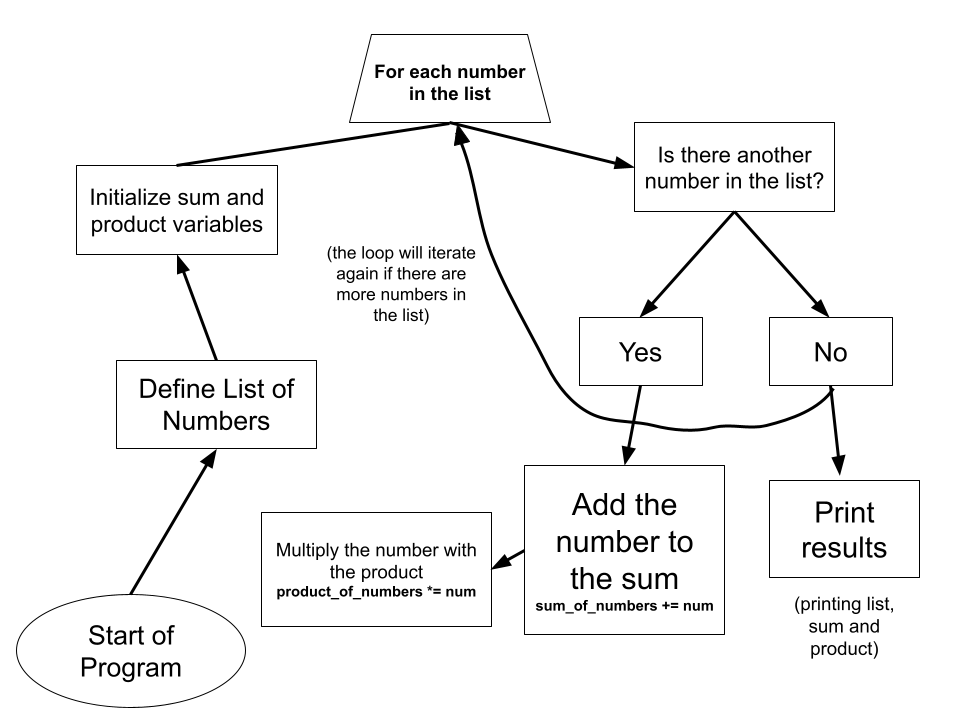 For each number
in the list
Is there another
number in the list?
Initialize sum and
product variables
(the loop will iterate
again if there are
more numbers in
the list)
Yes
No
Define List of
Numbers
Add the
number to
the sum
sum_of_numbers += num
Print
results
Multiply the number with
the product
product_of_numbers *= num
(printing list,
sum and
product)
Start of
Program